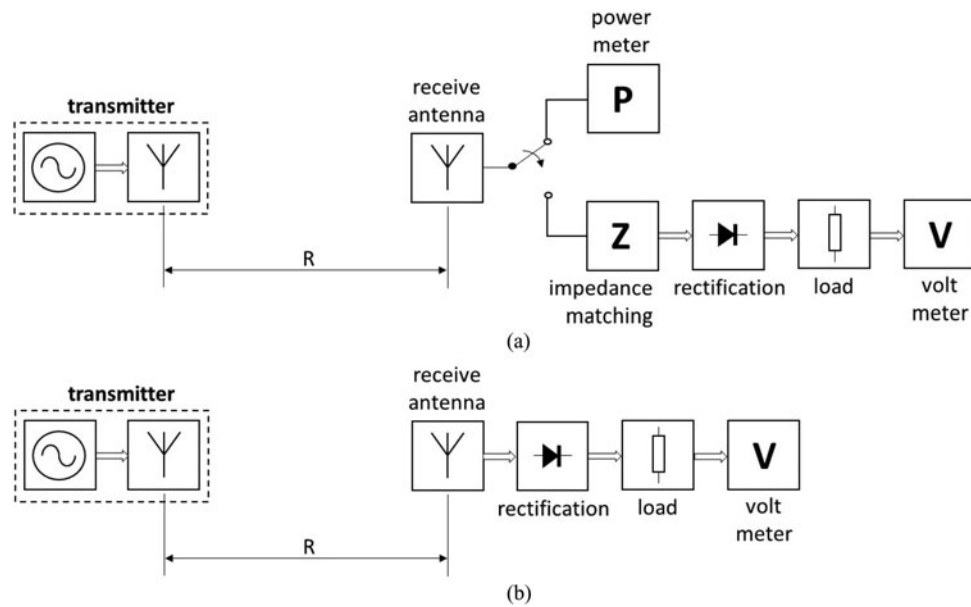 power
meter
P
receive
antenna
transmitter
R
Z
V
impedance
matching
rectification
load
volt
meter
(a)
receive
antenna
transmitter
V
rectification
load
volt
meter
R
(b)